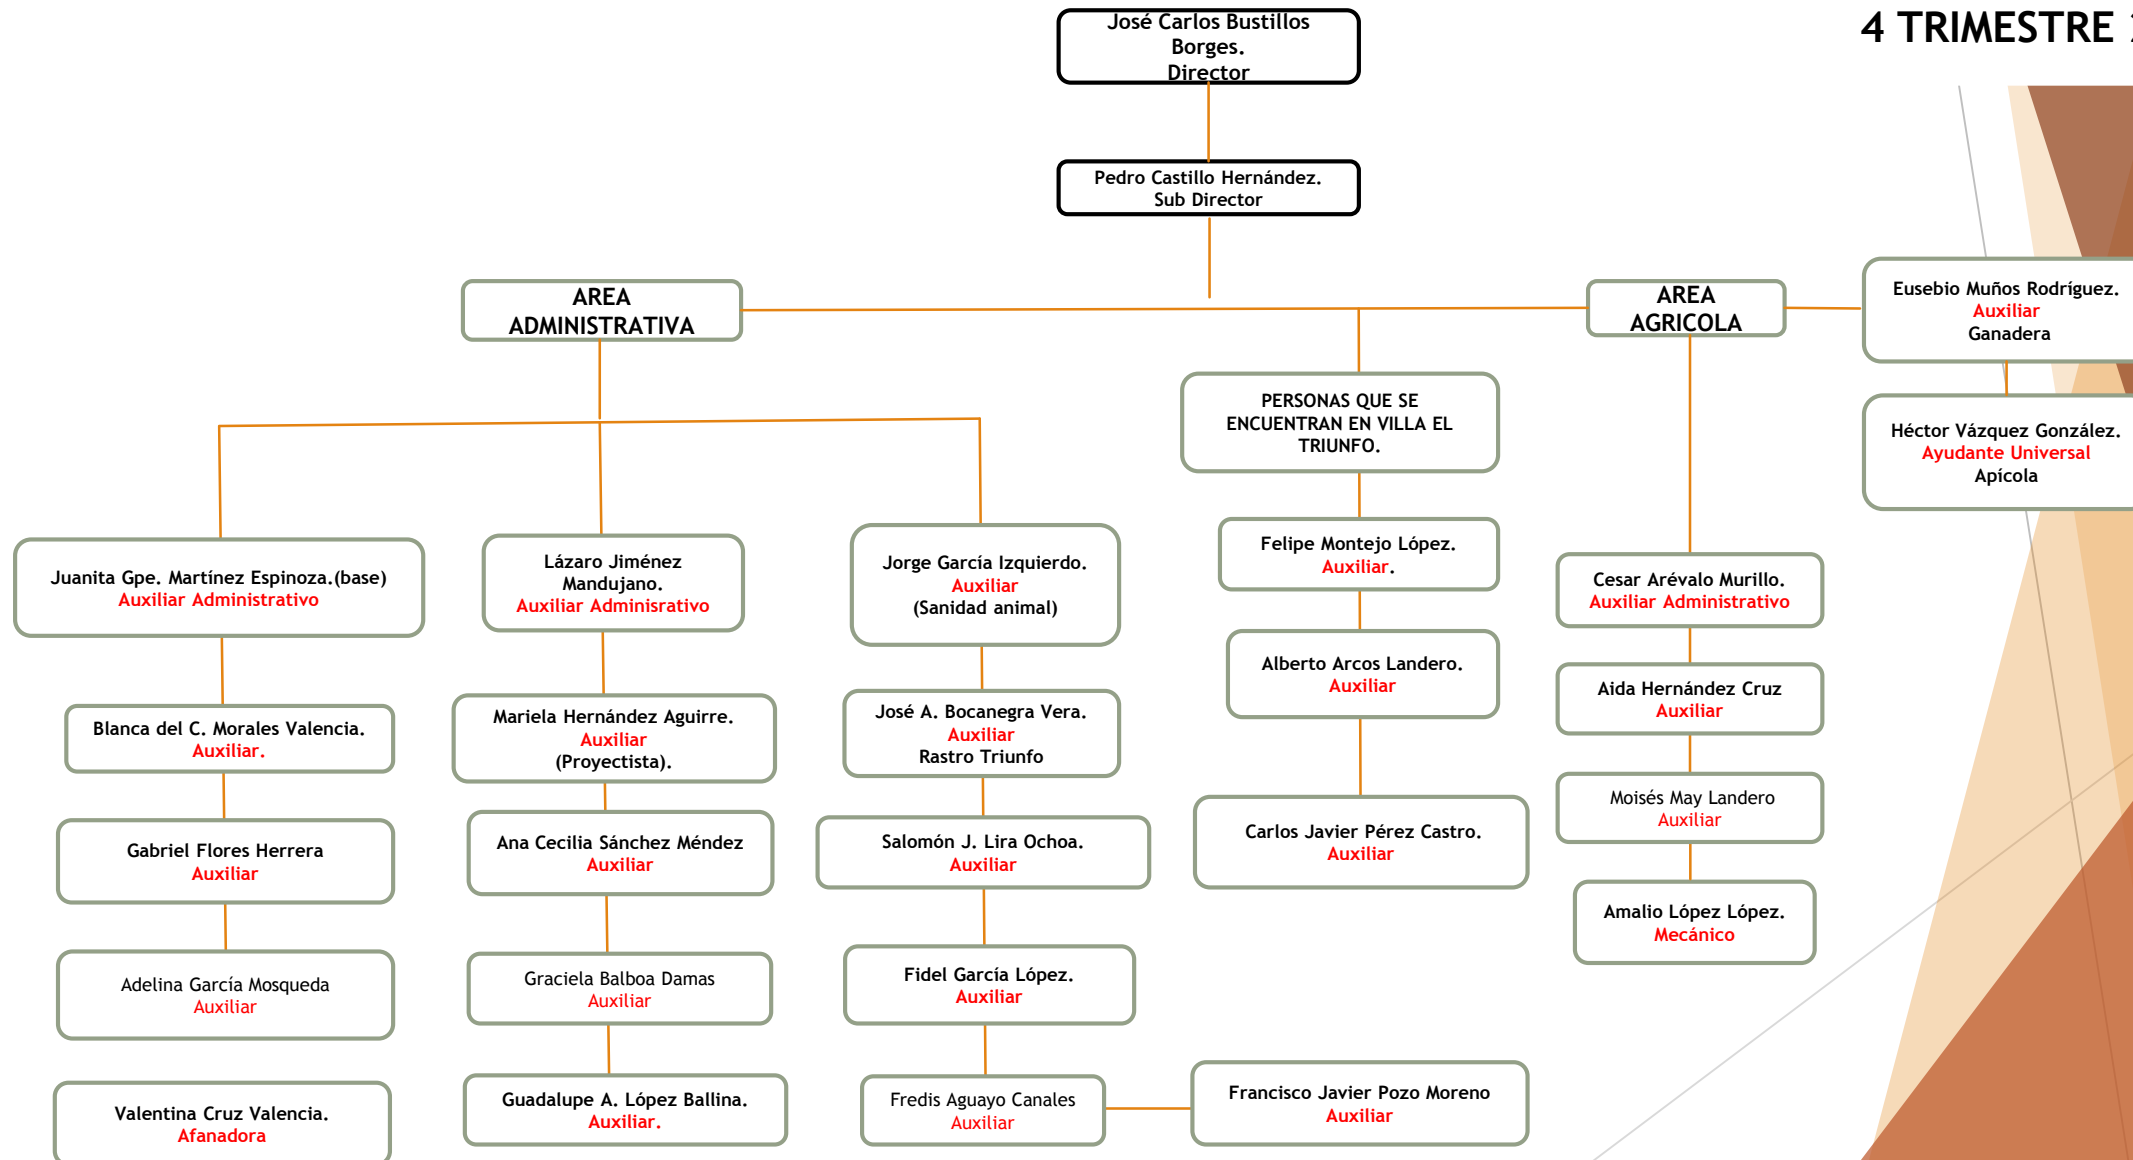 José Carlos Bustillos
Borges.
Director
4 TRIMESTRE
Pedro Castillo Hernández.
Sub Director
AREA
ADMINISTRATIVA
AREA
AGRICOLA
Eusebio Muños Rodríguez.
Auxiliar
Ganadera
PERSONAS QUE SE
ENCUENTRAN EN VILLA EL
TRIUNFO.
Héctor Vázquez González.
Ayudante Universal
Apícola
Juanita Gpe. Martínez Espinoza.(base)
Auxiliar Administrativo
Lázaro Jiménez
Mandujano.
Auxiliar Adminisrativo
Jorge García Izquierdo.
Auxiliar
(Sanidad animal)
Felipe Montejo López.
Auxiliar.
Cesar Arévalo Murillo.
Auxiliar Administrativo
Alberto Arcos Landero.
Auxiliar
Aida Hernández Cruz
Auxiliar
Blanca del C. Morales Valencia.
Auxiliar.
Mariela Hernández Aguirre.
Auxiliar
(Proyectista).
José A. Bocanegra Vera.
Auxiliar
Rastro Triunfo
Moisés May Landero
Auxiliar
Gabriel Flores Herrera
Auxiliar
Ana Cecilia Sánchez Méndez
Auxiliar
Salomón J. Lira Ochoa.
Auxiliar
Carlos Javier Pérez Castro.
Auxiliar
Amalio López López.
Mecánico
Adelina García Mosqueda
Auxiliar
Graciela Balboa Damas
Auxiliar
Fidel García López.
Auxiliar
Valentina Cruz Valencia.
Afanadora
Guadalupe A. López Ballina.
Auxiliar.
Fredis Aguayo Canales
Auxiliar
Francisco Javier Pozo Moreno
Auxiliar